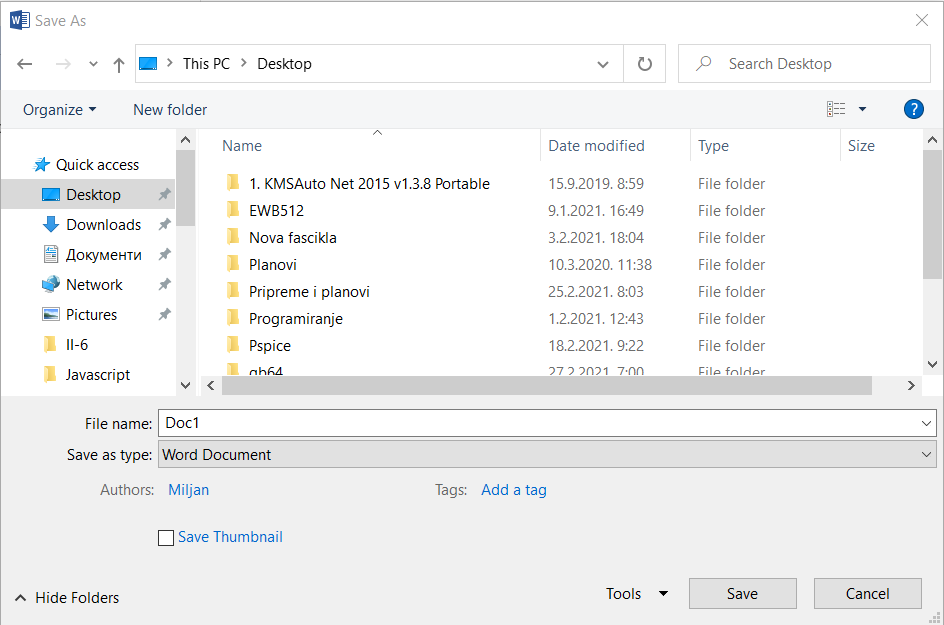 Save As
This PC > Desktop
Search Desktop
Organize
New folder
?
Name
Date modified
Type
Size
Quick access
Desktop
Downloads
Документи
Network
Pictures
II-6
Javascript
1. KMSAuto Net 2015 v1.3.8 Portable 15.9.2019. 8:59 File folder
EWB512 9.1.2021. 16:49 File folder
Nova fascikla 3.2.2021. 18:04 File folder
Planovi 10.3.2020. 11:38 File folder
Pripreme i planovi 25.2.2021. 8:03 File folder
Programiranje 1.2.2021. 12:43 File folder
Pspice 18.2.2021. 9:22 File folder
qb64 27.2.2021. 7:00 File folder
File name: Doc1
Save as type: Word Document
Authors: Miljan
Tags: Add a tag
Save Thumbnail
Hide Folders
Tools
Save
Cancel